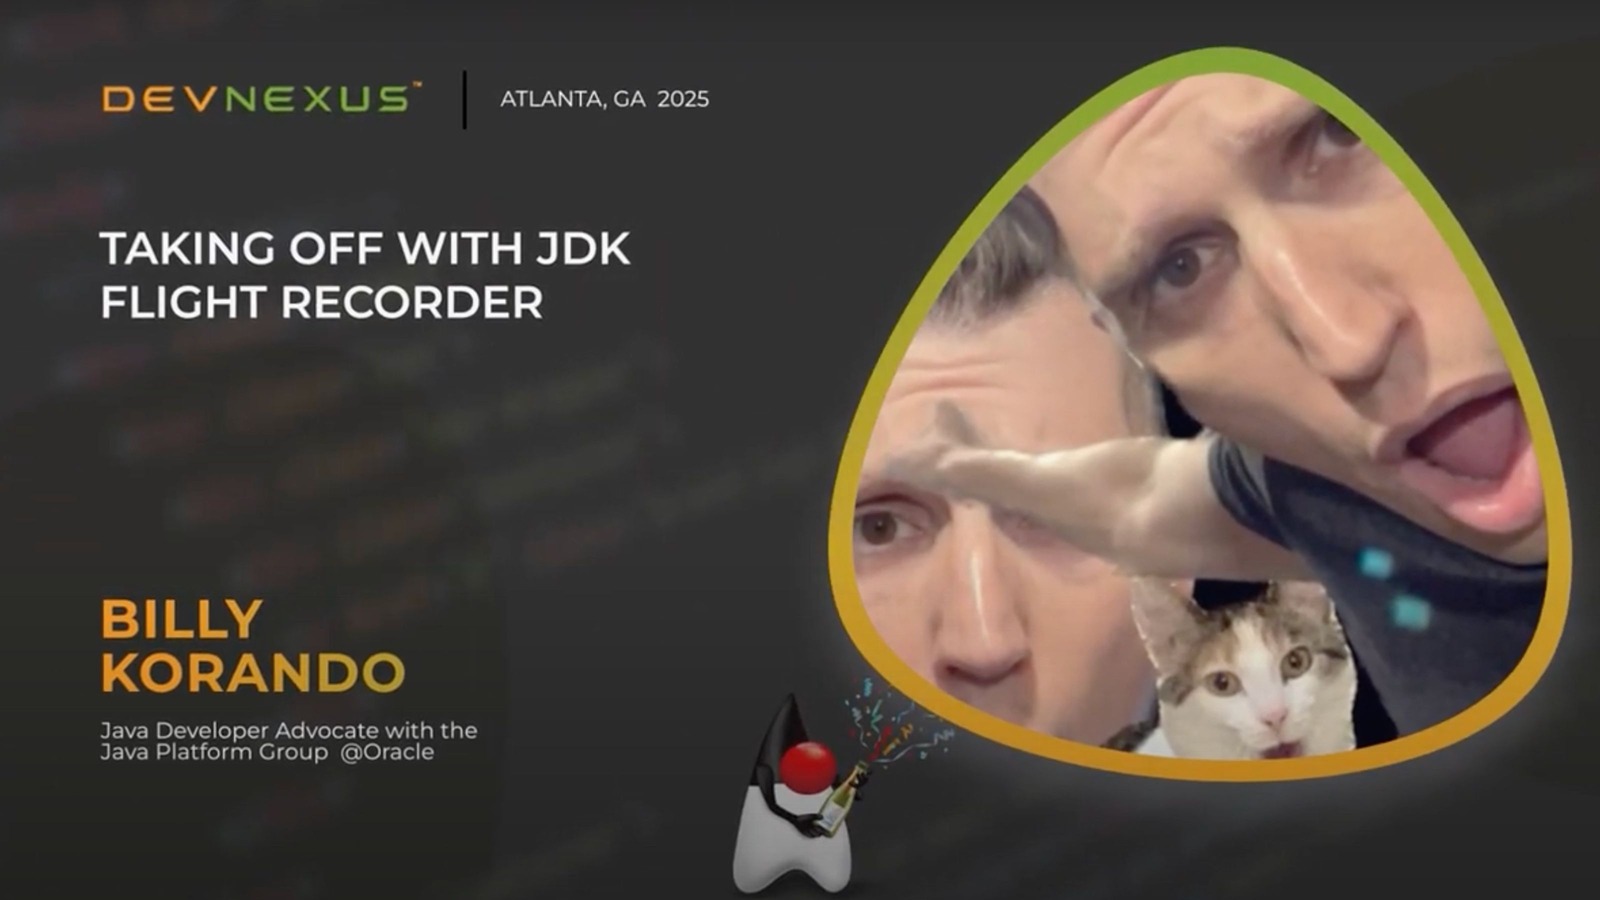 DEVNEXUS™
ATLANTA, GA 2025
TAKING OFF WITH JDK
FLIGHT RECORDER
BILLY
KORANDO
Java Developer Advocate with the
Java Platform Group @Oracle